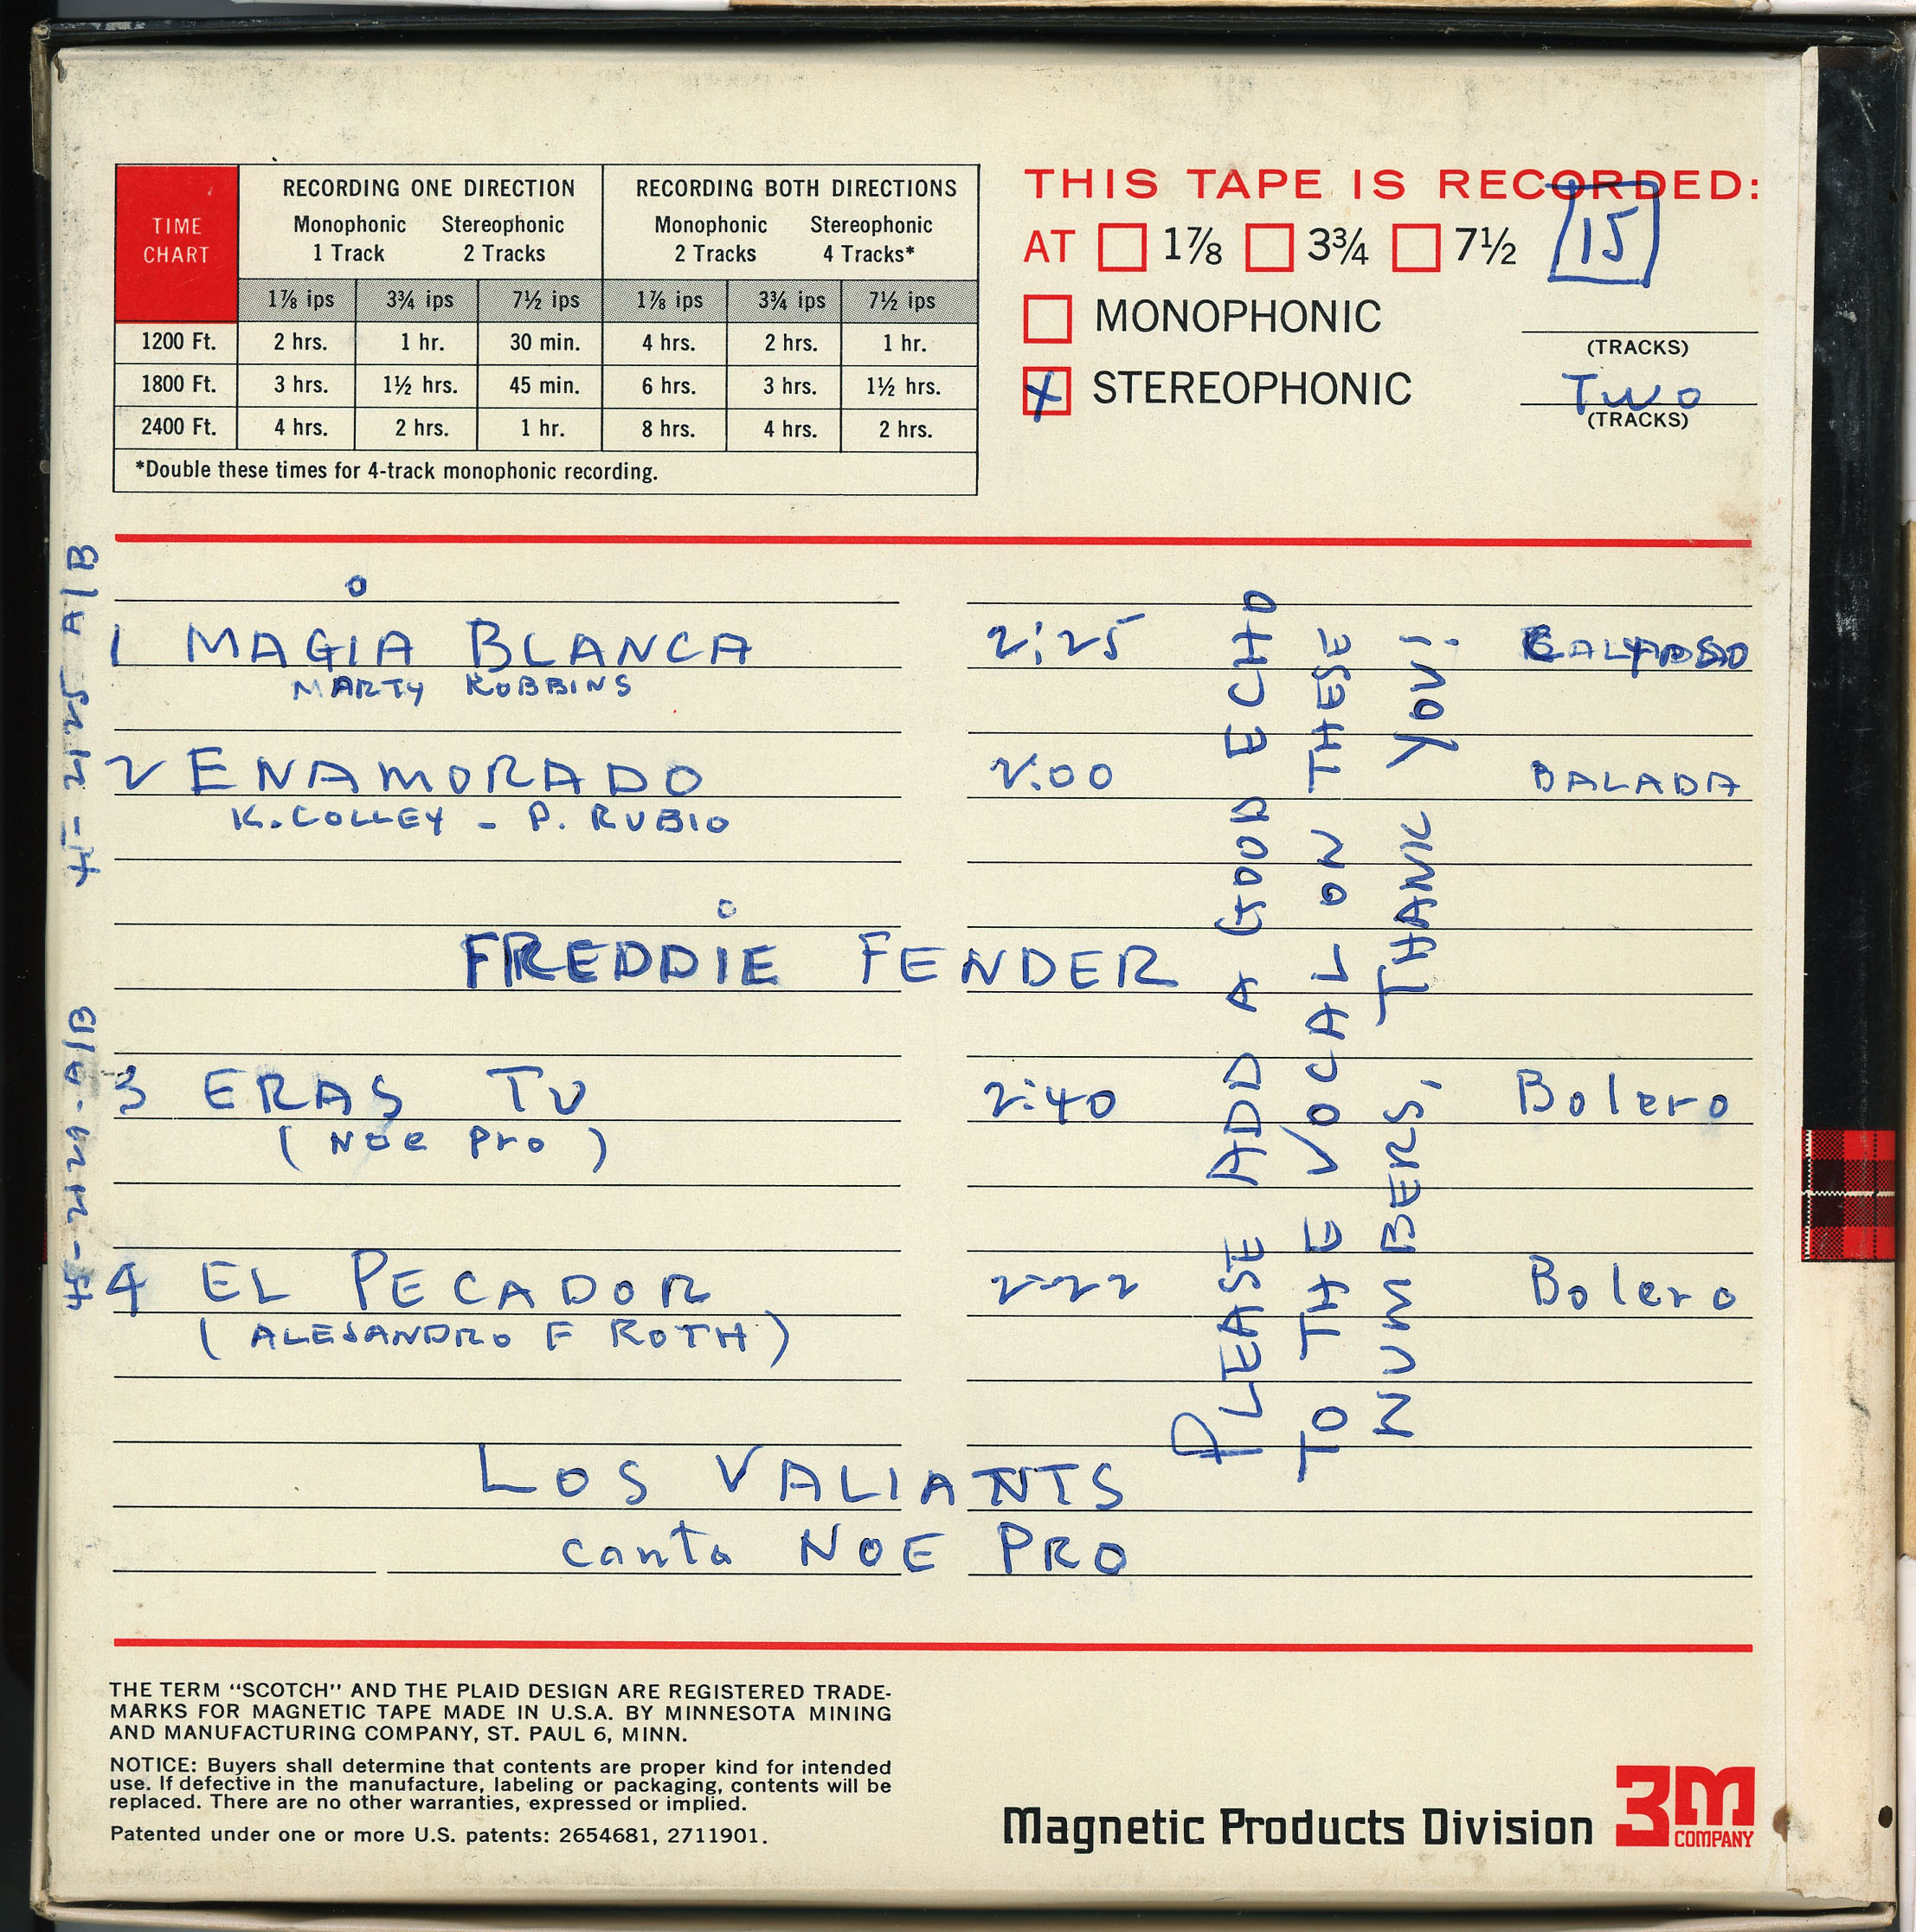 TIME CHART
RECORDING ONE DIRECTION RECORDING BOTH DIRECTIONS
Monophonic Stereophonic Monophonic Stereophonic
1 Track 2 Tracks 2 Tracks 4 Tracks*
1⅞ ips 3¾ ips 7½ ips 1⅞ ips 3¾ ips 7½ ips
1200 Ft. 2 hrs. 1 hr. 30 min. 4 hrs. 2 hrs. 1 hr.
1800 Ft. 3 hrs. 1½ hrs. 45 min. 6 hrs. 3 hrs. 1½ hrs.
2400 Ft. 4 hrs. 2 hrs. 1 hr. 8 hrs. 4 hrs. 2 hrs.
*Double these times for 4-track monophonic recording.
THIS TAPE IS RECORDED:
AT 1⅞ 3¾ 7½ 15
MONOPHONIC
(TRACKS)
X STEREOPHONIC Two
(TRACKS)
45-2125 A/B
1 MAGIA BLANCA 2:25 CALYPSO
MARTY ROBBINS
2 ENAMORADO 2:00 BALADA
K. COLLEY - P. RUBIO
FREDDIE FENDER
45-2129-A/B
3 ERAS TU 2:40 Bolero
(NOE Pro)
4 EL PECADOR 2-22 Bolero
(ALEJANDRO F ROTH)
LOS VALIANTS
canta NOE PRO
PLEASE ADD A GOOD ECHO
TO THE VOCAL ON THESE
NUMBERS. THANK YOU!
THE TERM "SCOTCH" AND THE PLAID DESIGN ARE REGISTERED TRADE-
MARKS FOR MAGNETIC TAPE MADE IN U.S.A. BY MINNESOTA MINING
AND MANUFACTURING COMPANY, ST. PAUL 6, MINN.
NOTICE: Buyers shall determine that contents are proper kind for intended
use. If defective in the manufacture, labeling or packaging, contents will be
replaced. There are no other warranties, expressed or implied.
Patented under one or more U.S. patents: 2654681, 2711901.
Magnetic Products Division 3M COMPANY